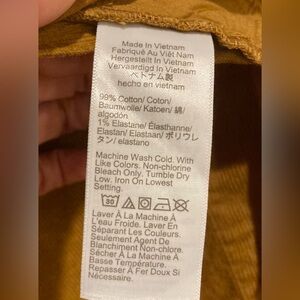 Made In Vietnam
Fabriqué Au Viêt Nam
Hergestellt In Vietnam
Vervaardigd In Vietnam
ベトナム製
hecho en vietnam
99% Cotton/ Coton/
Baumwolle/ Katoen/ 綿/
algodón
1% Elastane/ Élasthanne/
Elastan/ Elastaan/ ポリウレ
タン/ elastano
Machine Wash Cold. With
Like Colors. Non-chlorine
Bleach Only. Tumble Dry
Low. Iron On Lowest
Setting.
30
Laver À La Machine À
L'eau Froide. Laver En
Séparant Les Couleurs.
Seulement Agent De
Blanchiment Non-chlore.
Sécher À La Machine À
Basse Température.
Repasser À Fer Doux Si
Nécessaire.